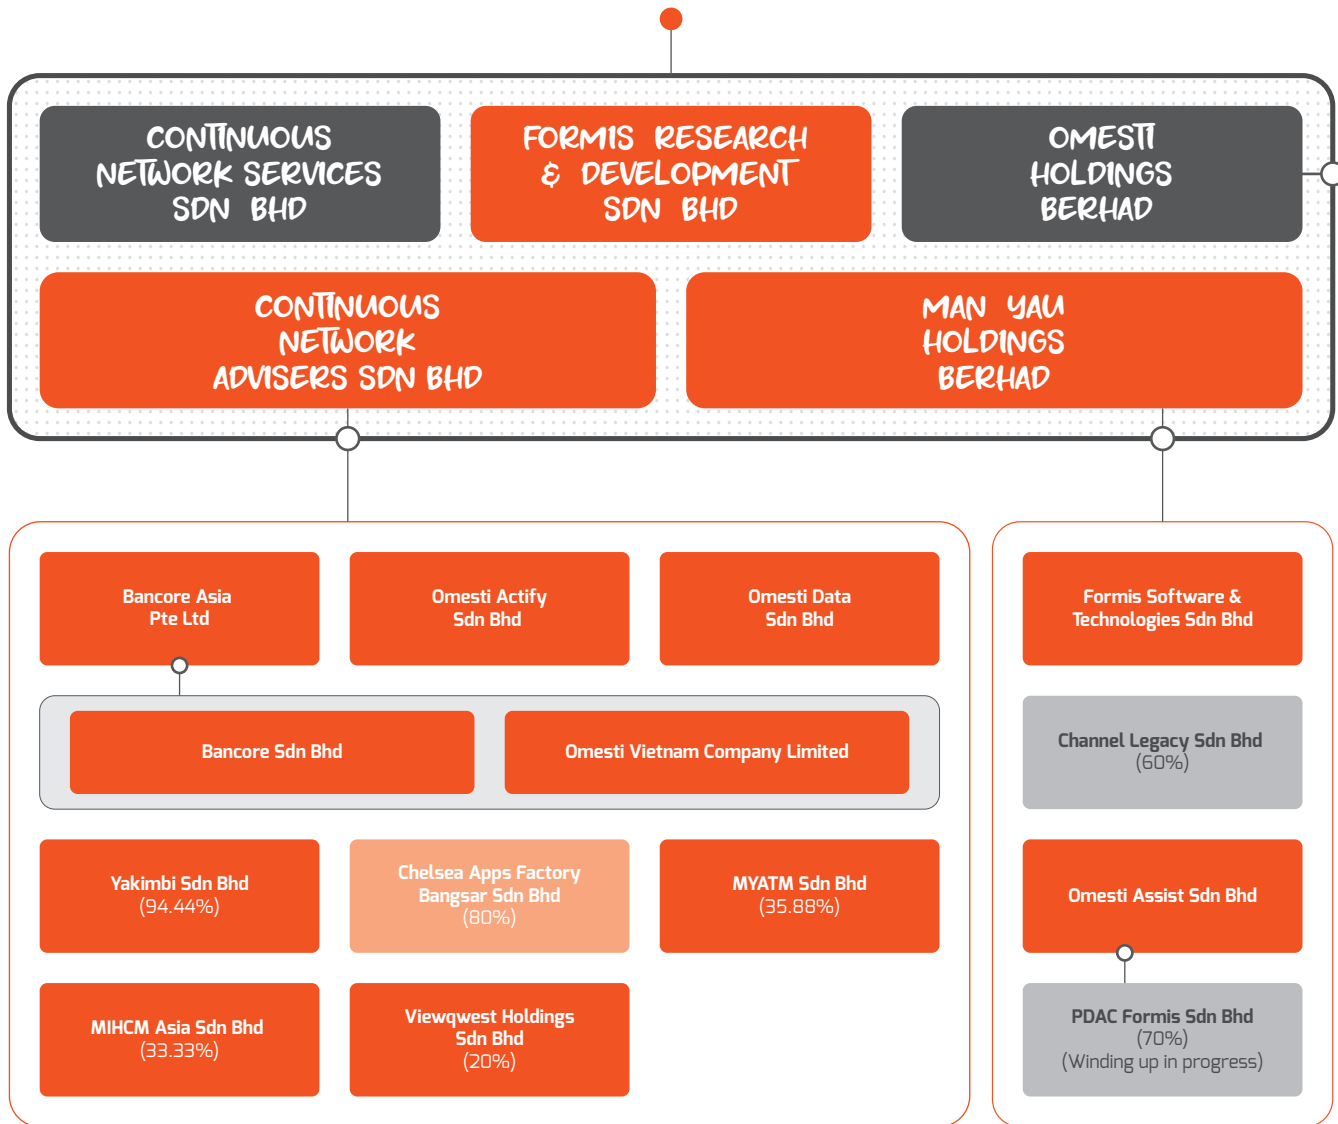 CONTINUOUS
NETWORK SERVICES
SDN BHD
FORMIS RESEARCH
& DEVELOPMENT
SDN BHD
OMESTI
HOLDINGS
BERHAD
CONTINUOUS
NETWORK
ADVISERS SDN BHD
MAN YAU
HOLDINGS
BERHAD
Bancore Asia
Pte Ltd
Omesti Actify
Sdn Bhd
Omesti Data
Sdn Bhd
Bancore Sdn Bhd
Omesti Vietnam Company Limited
Yakimbi Sdn Bhd
(94.44%)
Chelsea Apps Factory
Bangsar Sdn Bhd
(80%)
MYATM Sdn Bhd
(35.88%)
MIHCM Asia Sdn Bhd
(33.33%)
Viewqwest Holdings
Sdn Bhd
(20%)
Formis Software &
Technologies Sdn Bhd
Channel Legacy Sdn Bhd
(60%)
Omesti Assist Sdn Bhd
PDAC Formis Sdn Bhd
(70%)
(Winding up in progress)